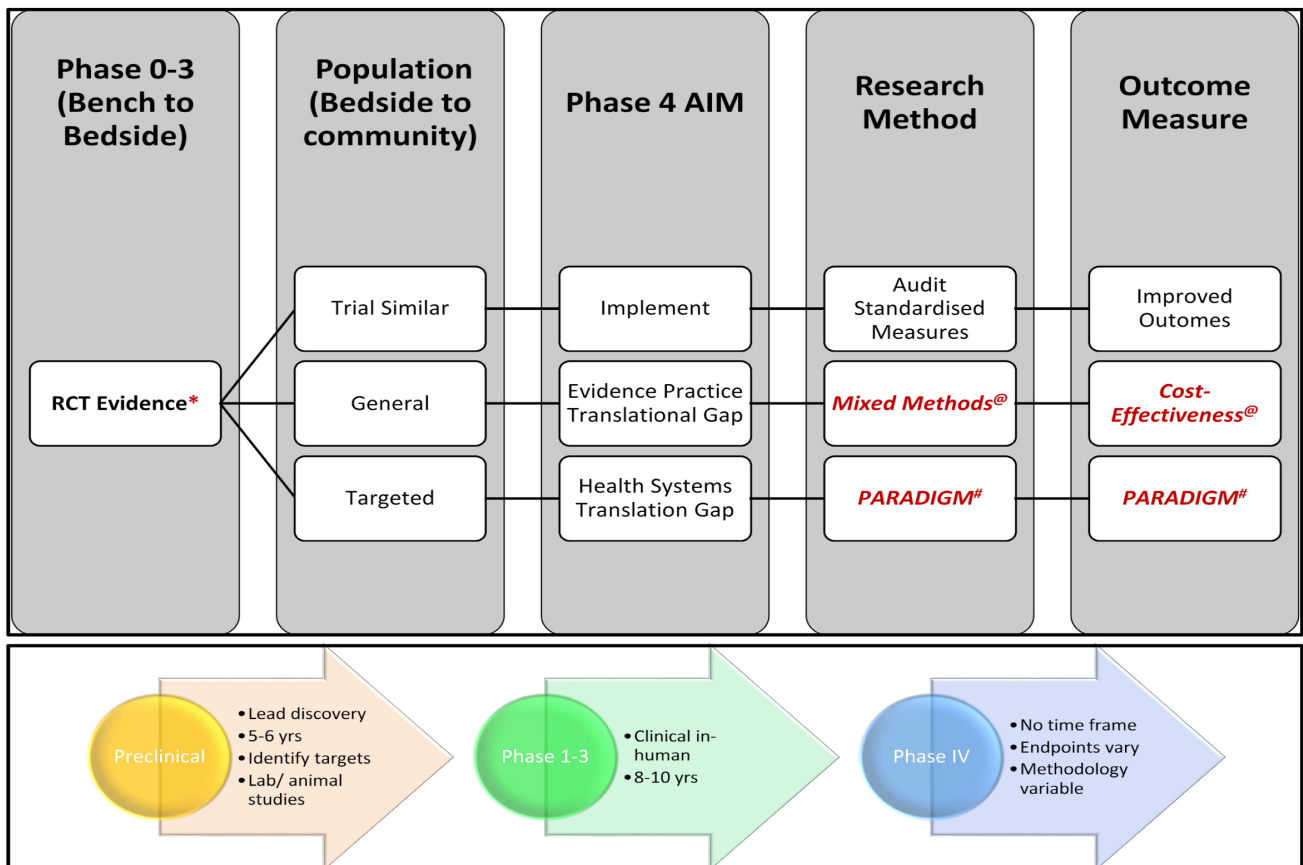 Phase 0-3
(Bench to
Bedside)
Population
(Bedside to
community)
Phase 4 AIM
Research
Method
Outcome
Measure
RCT Evidence*
Trial Similar
Implement
Audit
Standardised
Measures
Improved
Outcomes
General
Evidence Practice
Translational Gap
Mixed Methods@
Cost-
Effectiveness@
Targeted
Health Systems
Translation Gap
PARADIGM#
PARADIGM#
Preclinical
• Lead discovery
• 5-6 yrs
• Identify targets
• Lab/ animal
studies
Phase 1-3
• Clinical in-
human
• 8-10 yrs
Phase IV
• No time frame
• Endpoints vary
• Methodology
variable